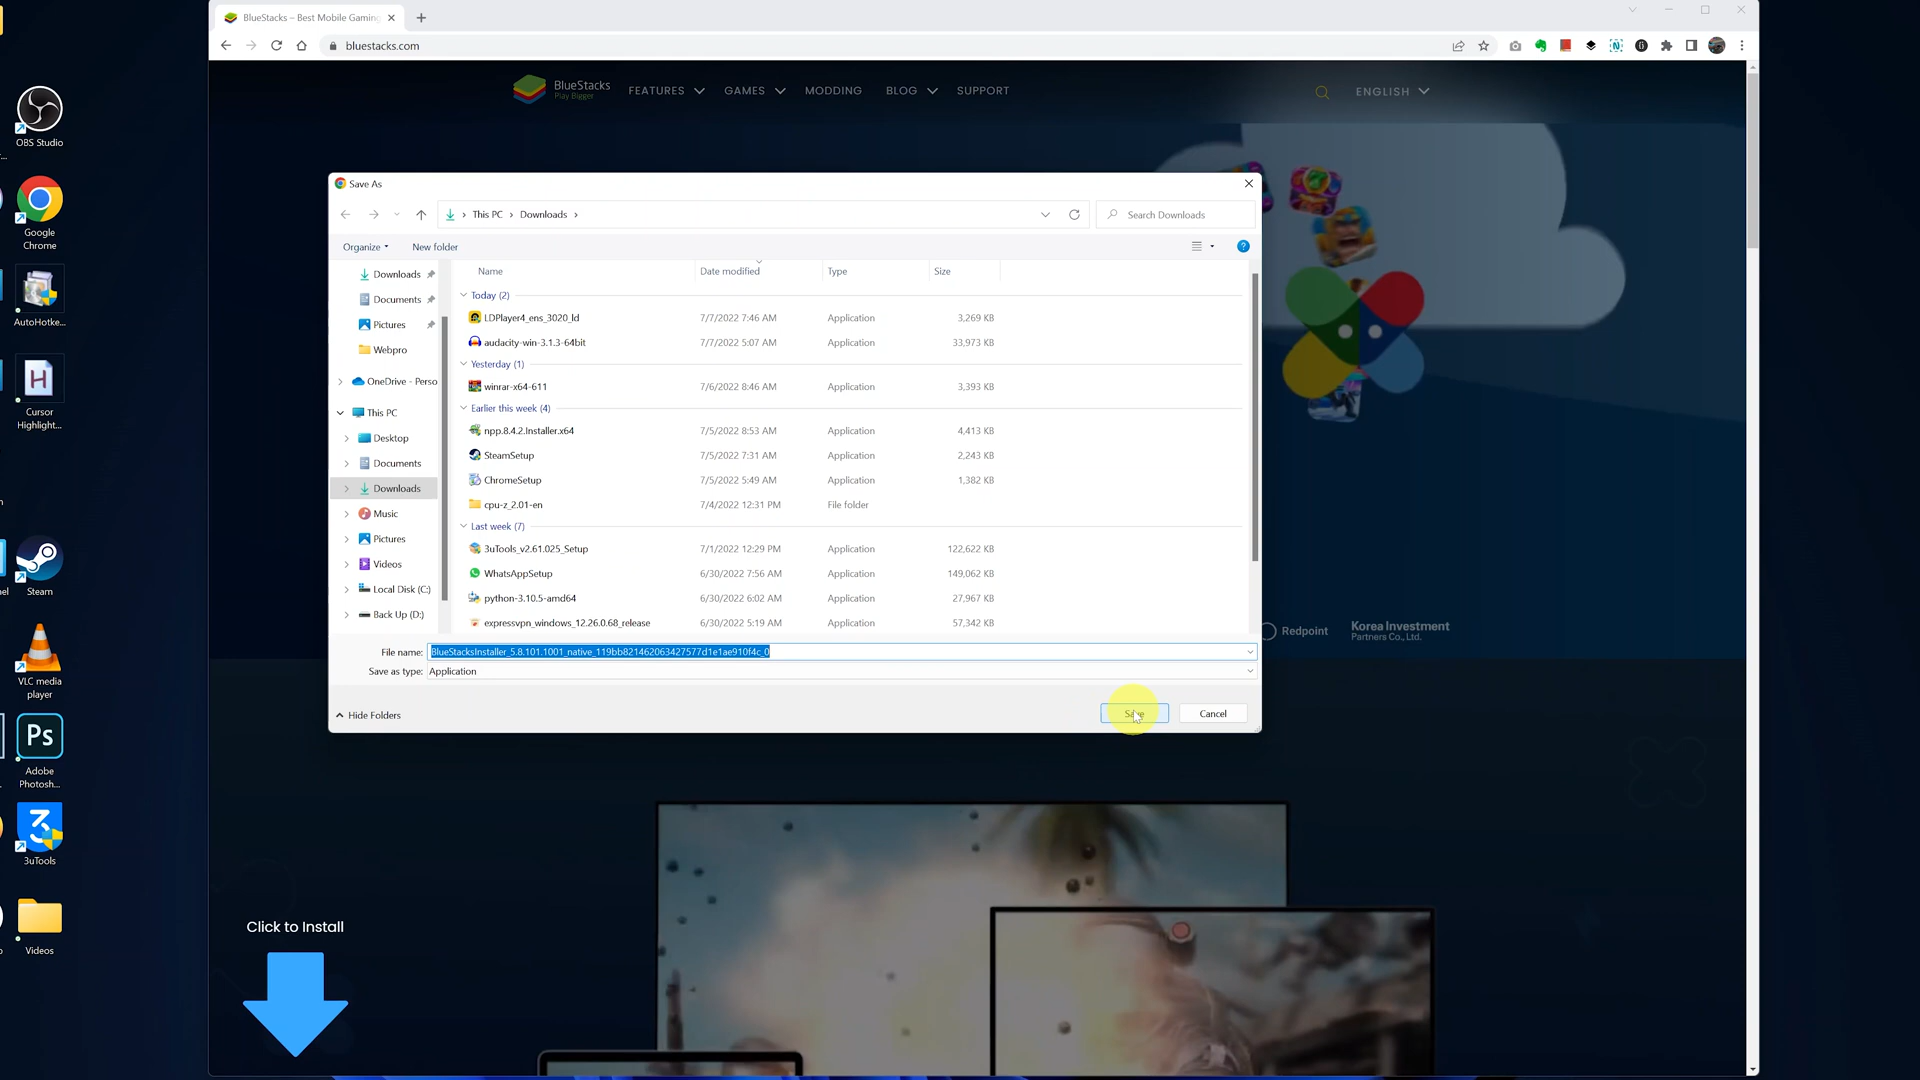 BlueStacks – Best Mobile Gaming
bluestacks.com
BlueStacks
Play Bigger
FEATURES
GAMES
MODDING
BLOG
SUPPORT
ENGLISH
OBS Studio
Google
Chrome
AutoHotke...
Cursor
Highlight...
Steam
VLC media
player
Ps
Adobe
Photosh...
3uTools
Videos
Save As
This PC
Downloads
Search Downloads
Organize
New folder
Downloads
Documents
Pictures
Webpro
OneDrive - Perso
This PC
Desktop
Documents
Downloads
Music
Pictures
Videos
Local Disk (C:)
Back Up (D:)
Name Date modified Type Size
Today (2)
LDPlayer4_ens_3020_ld 7/7/2022 7:46 AM Application 3,269 KB
audacity-win-3.1.3-64bit 7/7/2022 5:07 AM Application 33,973 KB
Yesterday (1)
winrar-x64-611 7/6/2022 8:46 AM Application 3,393 KB
Earlier this week (4)
npp.8.4.2.Installer.x64 7/5/2022 8:53 AM Application 4,413 KB
SteamSetup 7/5/2022 7:31 AM Application 2,243 KB
ChromeSetup 7/5/2022 5:49 AM Application 1,382 KB
cpu-z_2.01-en 7/4/2022 12:31 PM File folder
Last week (7)
3uTools_v2.61.025_Setup 7/1/2022 12:29 PM Application 122,622 KB
WhatsAppSetup 6/30/2022 7:56 AM Application 149,062 KB
python-3.10.5-amd64 6/30/2022 6:02 AM Application 27,967 KB
expressvpn_windows_12.26.0.68_release 6/30/2022 5:19 AM Application 57,342 KB
File name: BlueStacksInstaller_5.8.101.1001_native_119bb821462063427577d1e1ae910f4c_0
Save as type: Application
Hide Folders
Save
Cancel
Redpoint
Korea Investment
Partners Co., Ltd.
Click to Install